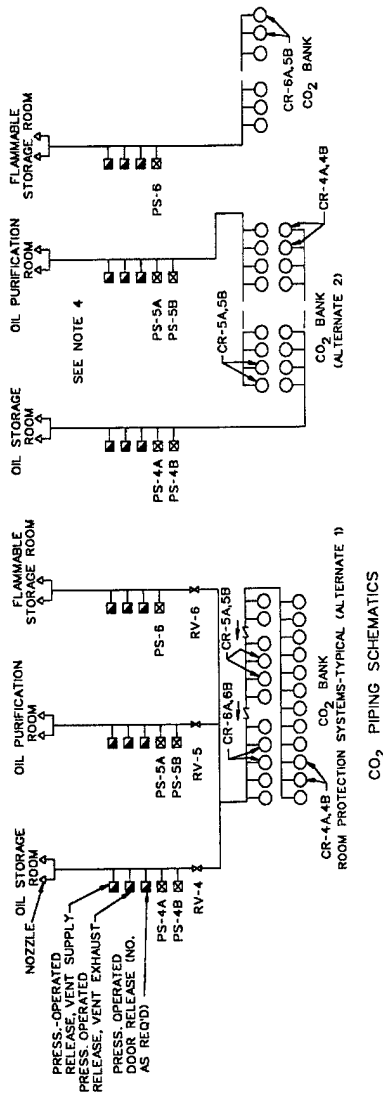 OIL STORAGE
ROOM
NOZZLE
PRESS.-OPERATED
RELEASE, VENT SUPPLY
PRESS. OPERATED
RELEASE, VENT EXHAUST
PRESS. OPERATED
DOOR RELEASE (NO.
AS REQ'D)
PS-4A
PS-4B
RV-4
OIL PURIFICATION
ROOM
PS-5A
PS-5B
RV-5
FLAMMABLE
STORAGE ROOM
PS-6
RV-6
CR-6A,6B
CR-5A,5B
CR-4A,4B
CO₂ BANK
ROOM PROTECTION SYSTEMS-TYPICAL (ALTERNATE 1)
OIL STORAGE
ROOM
PS-4A
PS-4B
OIL PURIFICATION
ROOM
SEE NOTE 4
PS-5A
PS-5B
CR-5A,5B
CR-4A,4B
CO₂ BANK
(ALTERNATE 2)
FLAMMABLE
STORAGE ROOM
PS-6
CR-6A,5B
CO₂ BANK
CO₂ PIPING SCHEMATICS